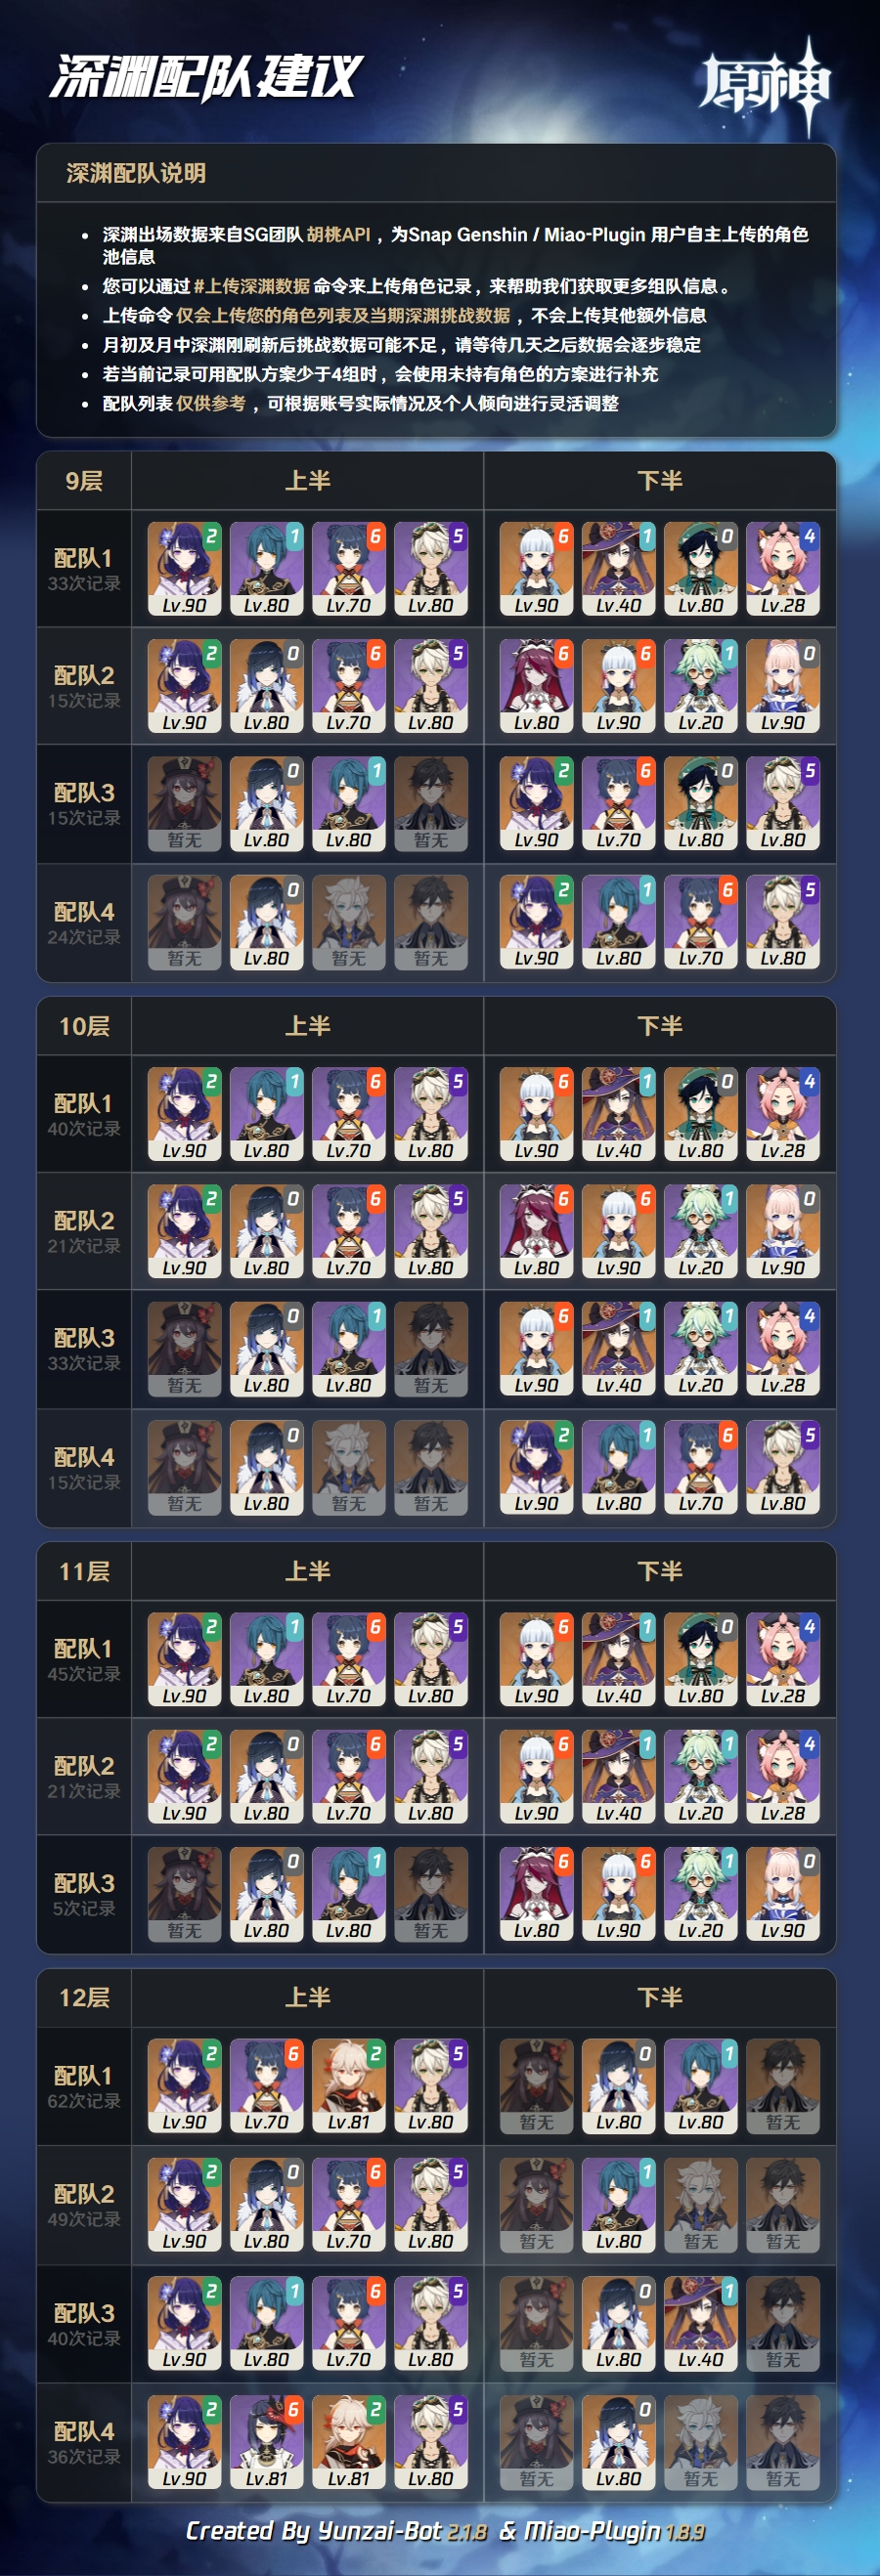 深渊配队建议
原神
深渊配队说明
深渊出场数据来自SG团队 胡桃API ，为Snap Genshin / Miao-Plugin 用户自主上传的角色
池信息
您可以通过 #上传深渊数据 命令来上传角色记录，来帮助我们获取更多组队信息。
上传命令 仅会上传您的角色列表及当期深渊挑战数据 ，不会上传其他额外信息
月初及月中深渊刚刷新后挑战数据可能不足，请等待几天之后数据会逐步稳定
若当前记录可用配队方案少于4组时，会使用未持有角色的方案进行补充
配队列表 仅供参考 ，可根据账号实际情况及个人倾向进行灵活调整
9层 上半 下半
2 1 6 5 6 1 0 4
配队1
33次记录
Lv.90 Lv.80 Lv.70 Lv.80 Lv.90 Lv.40 Lv.80 Lv.28
2 0 6 5 6 6 1 0
配队2
15次记录
Lv.90 Lv.80 Lv.70 Lv.80 Lv.80 Lv.90 Lv.20 Lv.90
0 1 2 6 0 5
配队3
15次记录
暂无 Lv.80 Lv.80 暂无 Lv.90 Lv.70 Lv.80 Lv.80
0 2 1 6 5
配队4
24次记录
暂无 Lv.80 暂无 暂无 Lv.90 Lv.80 Lv.70 Lv.80
10层 上半 下半
2 1 6 5 6 1 0 4
配队1
40次记录
Lv.90 Lv.80 Lv.70 Lv.80 Lv.90 Lv.40 Lv.80 Lv.28
2 0 6 5 6 6 1 0
配队2
21次记录
Lv.90 Lv.80 Lv.70 Lv.80 Lv.80 Lv.90 Lv.20 Lv.90
0 1 6 1 1 4
配队3
33次记录
暂无 Lv.80 Lv.80 暂无 Lv.90 Lv.40 Lv.20 Lv.28
0 2 1 6 5
配队4
15次记录
暂无 Lv.80 暂无 暂无 Lv.90 Lv.80 Lv.70 Lv.80
11层 上半 下半
2 1 6 5 6 1 0 4
配队1
45次记录
Lv.90 Lv.80 Lv.70 Lv.80 Lv.90 Lv.40 Lv.80 Lv.28
2 0 6 5 6 1 1 4
配队2
21次记录
Lv.90 Lv.80 Lv.70 Lv.80 Lv.90 Lv.40 Lv.20 Lv.28
0 1 6 6 1 0
配队3
5次记录
暂无 Lv.80 Lv.80 暂无 Lv.80 Lv.90 Lv.20 Lv.90
12层 上半 下半
2 6 2 5 0 1
配队1
62次记录
Lv.90 Lv.70 Lv.81 Lv.80 暂无 Lv.80 Lv.80 暂无
2 0 6 5 1
配队2
49次记录
Lv.90 Lv.80 Lv.70 Lv.80 暂无 Lv.80 暂无 暂无
2 1 6 5 0 1
配队3
40次记录
Lv.90 Lv.80 Lv.70 Lv.80 暂无 Lv.80 Lv.40 暂无
2 6 2 5 0
配队4
36次记录
Lv.90 Lv.81 Lv.81 Lv.80 暂无 Lv.80 暂无 暂无
Created By Yunzai-Bot 2.1.8 & Miao-Plugin 1.8.9